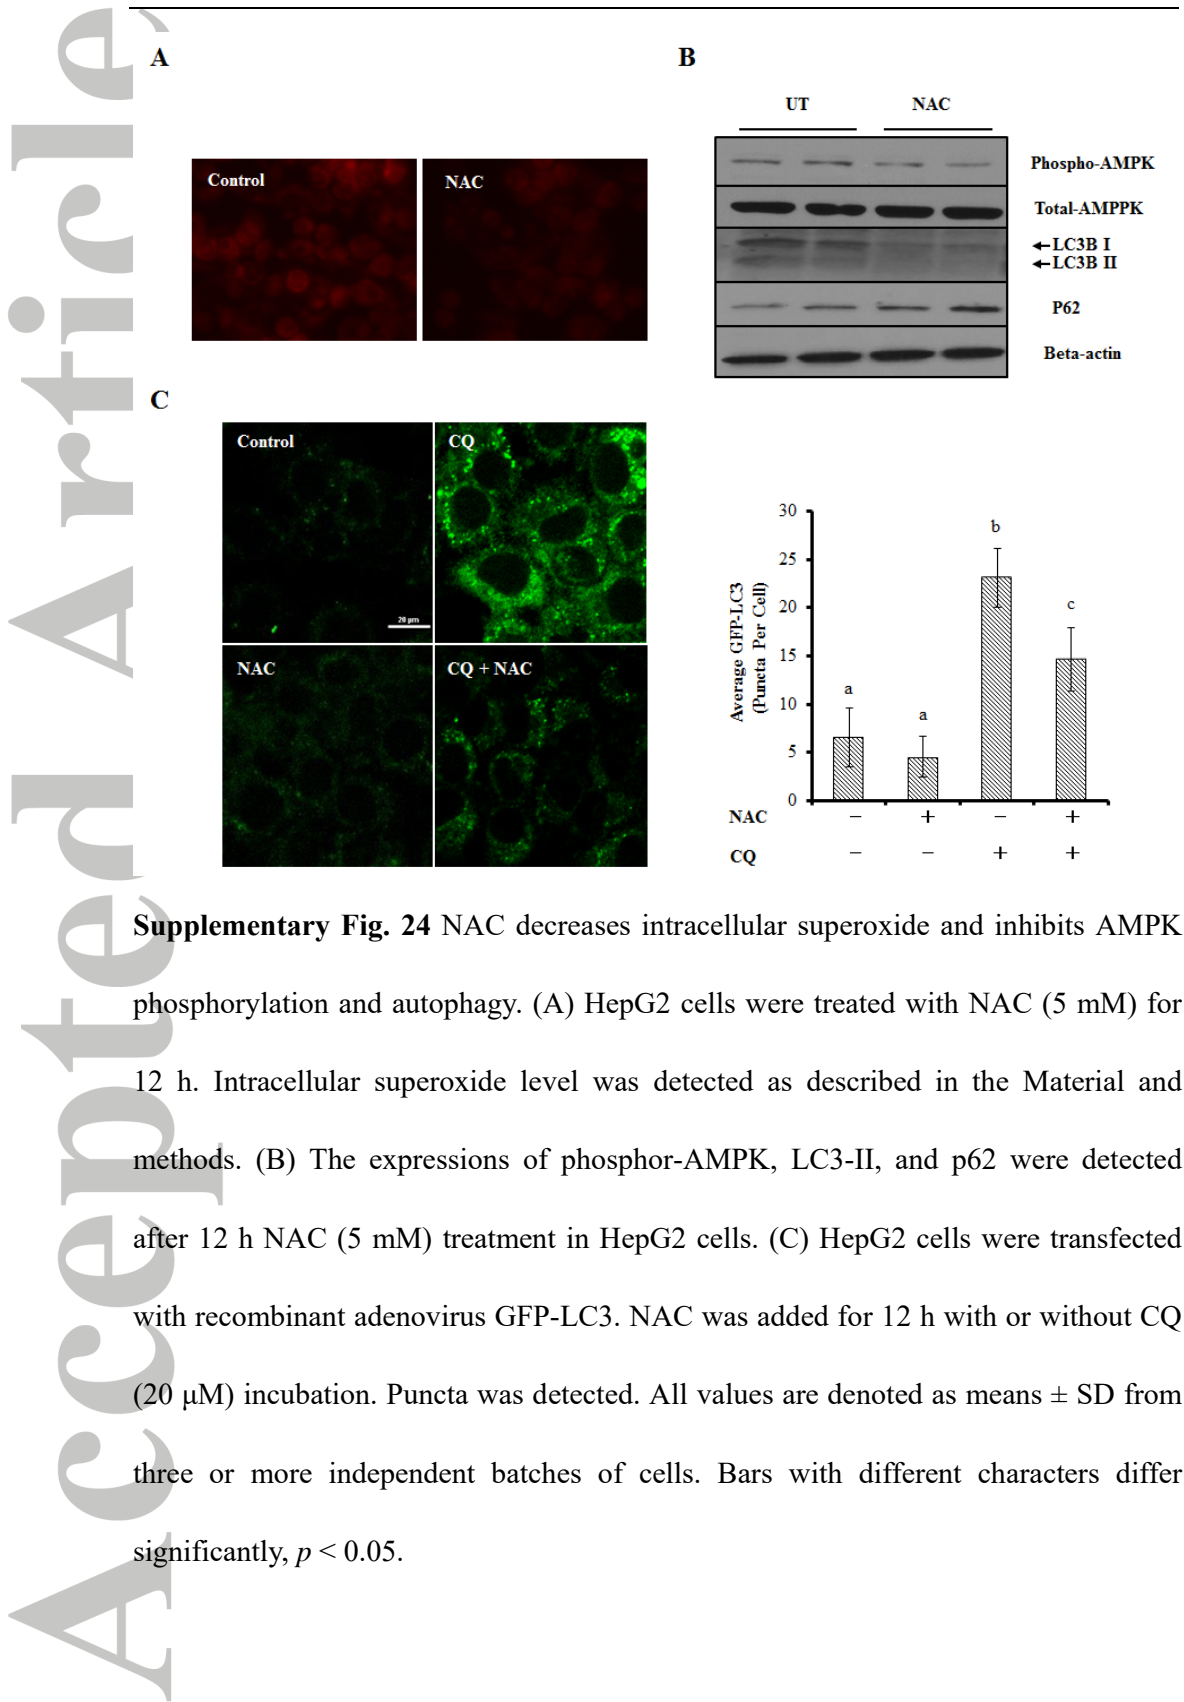 Accepted Article
A
B
UT NAC
Control
NAC
Phospho-AMPK
Total-AMPPK
←LC3B I
←LC3B II
P62
Beta-actin
C
Control
CQ
20 μm
NAC
CQ + NAC
Average GFP-LC3
(Puncta Per Cell)
30
25
20
15
10
5
0
a
a
b
c
NAC − + − +
CQ − − + +
Supplementary Fig. 24 NAC decreases intracellular superoxide and inhibits AMPK
phosphorylation and autophagy. (A) HepG2 cells were treated with NAC (5 mM) for
12 h. Intracellular superoxide level was detected as described in the Material and
methods. (B) The expressions of phosphor-AMPK, LC3-II, and p62 were detected
after 12 h NAC (5 mM) treatment in HepG2 cells. (C) HepG2 cells were transfected
with recombinant adenovirus GFP-LC3. NAC was added for 12 h with or without CQ
(20 μM) incubation. Puncta was detected. All values are denoted as means ± SD from
three or more independent batches of cells. Bars with different characters differ
significantly, p < 0.05.